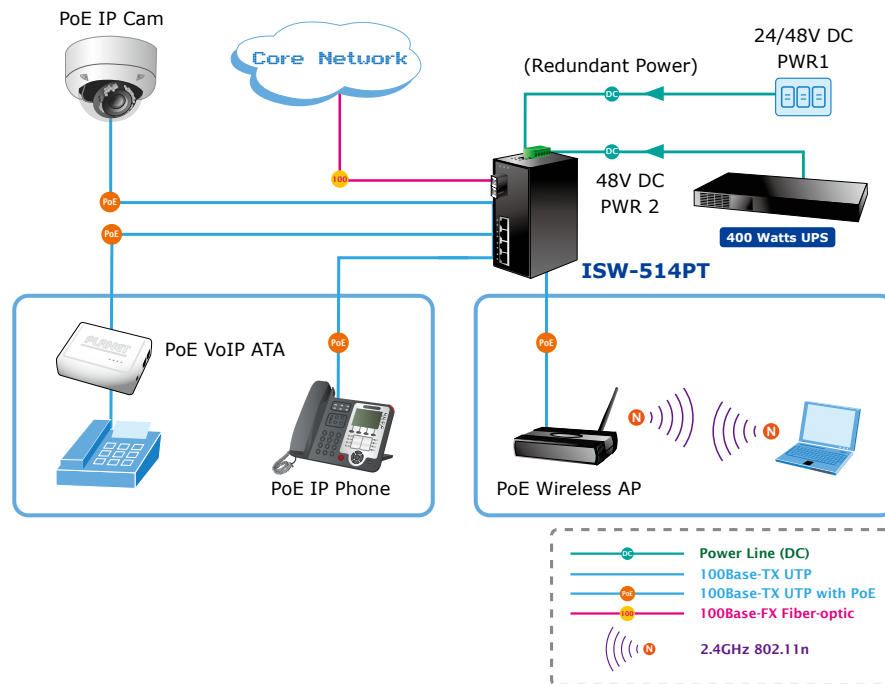 PoE IP Cam
Core Network
24/48V DC
PWR1
(Redundant Power)
DC
DC
48V DC
PWR 2
100
PoE
400 Watts UPS
PoE
ISW-514PT
PLANET
PoE VoIP ATA
PoE
PoE
N
N
PoE IP Phone
PoE Wireless AP
DC
Power Line (DC)
100Base-TX UTP
PoE
100Base-TX UTP with PoE
100
100Base-FX Fiber-optic
N
2.4GHz 802.11n